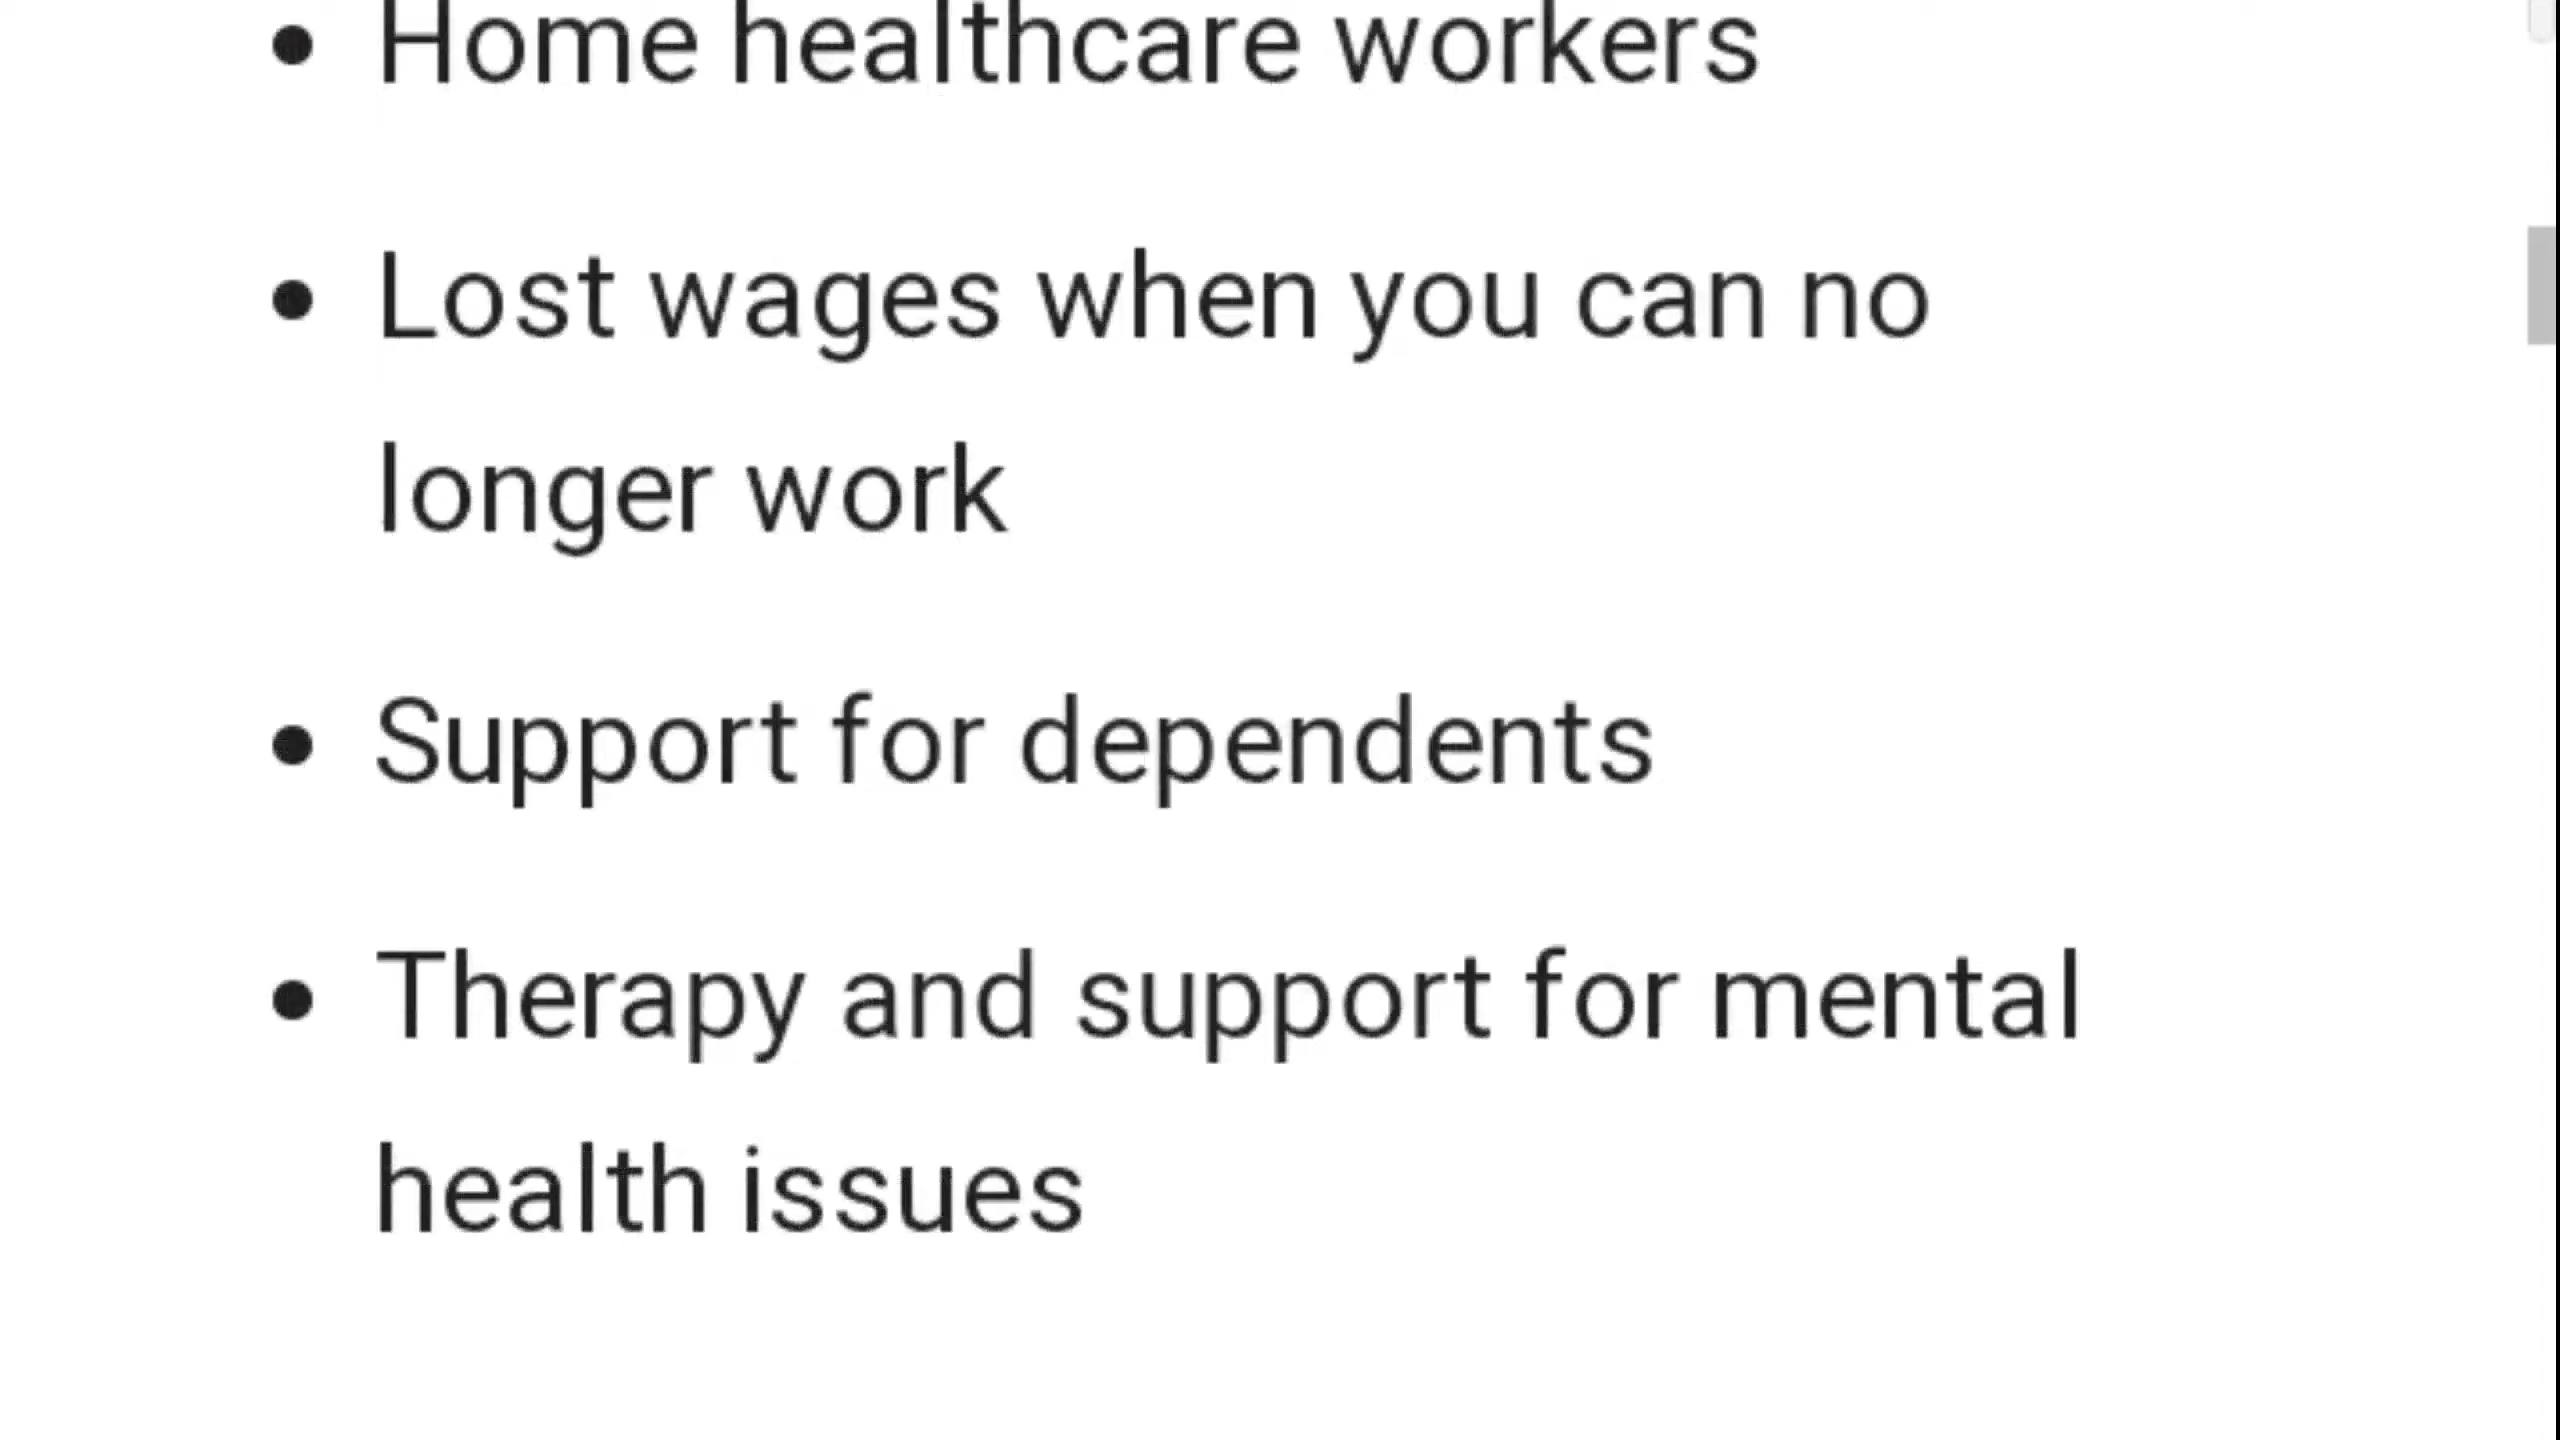 • Home healthcare workers
• Lost wages when you can no
longer work
• Support for dependents
• Therapy and support for mental
health issues